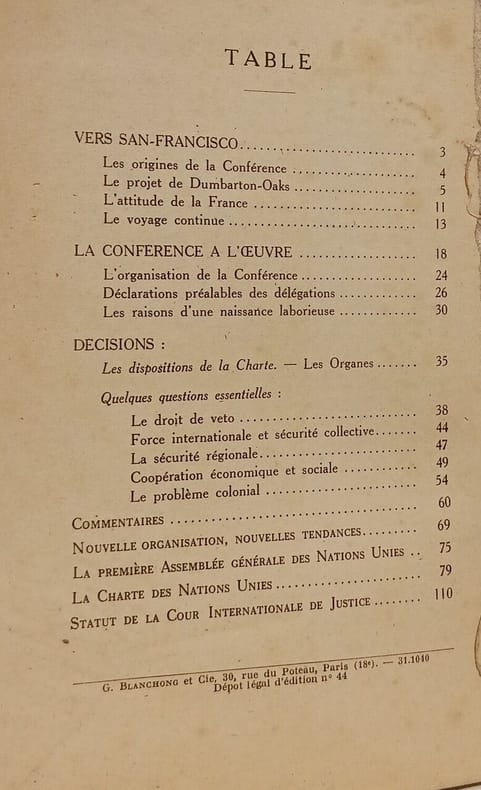 TABLE
VERS SAN-FRANCISCO.............................. 3
Les origines de la Conférence ..................... 4
Le projet de Dumbarton-Oaks ..................... 5
L'attitude de la France ............................ 11
Le voyage continue ................................ 13
LA CONFERENCE A L'ŒUVRE .................... 18
L'organisation de la Conférence.................... 24
Déclarations préalables des délégations ............. 26
Les raisons d'une naissance laborieuse ............. 30
DECISIONS :
Les dispositions de la Charte. — Les Organes....... 35
Quelques questions essentielles :
Le droit de veto ............................... 38
Force internationale et sécurité collective....... 44
La sécurité régionale........................... 47
Coopération économique et sociale ............ 49
Le problème colonial .......................... 54
COMMENTAIRES ........................................ 60
NOUVELLE ORGANISATION, NOUVELLES TENDANCES......... 69
LA PREMIÈRE ASSEMBLÉE GÉNÉRALE DES NATIONS UNIES .. 75
LA CHARTE DES NATIONS UNIES ........................ 79
STATUT DE LA COUR INTERNATIONALE DE JUSTICE ........ 110
G. BLANCHONG et Cie, 30, rue du Poteau, Paris (18e). — 31.1040
Dépot légal d'édition n° 44